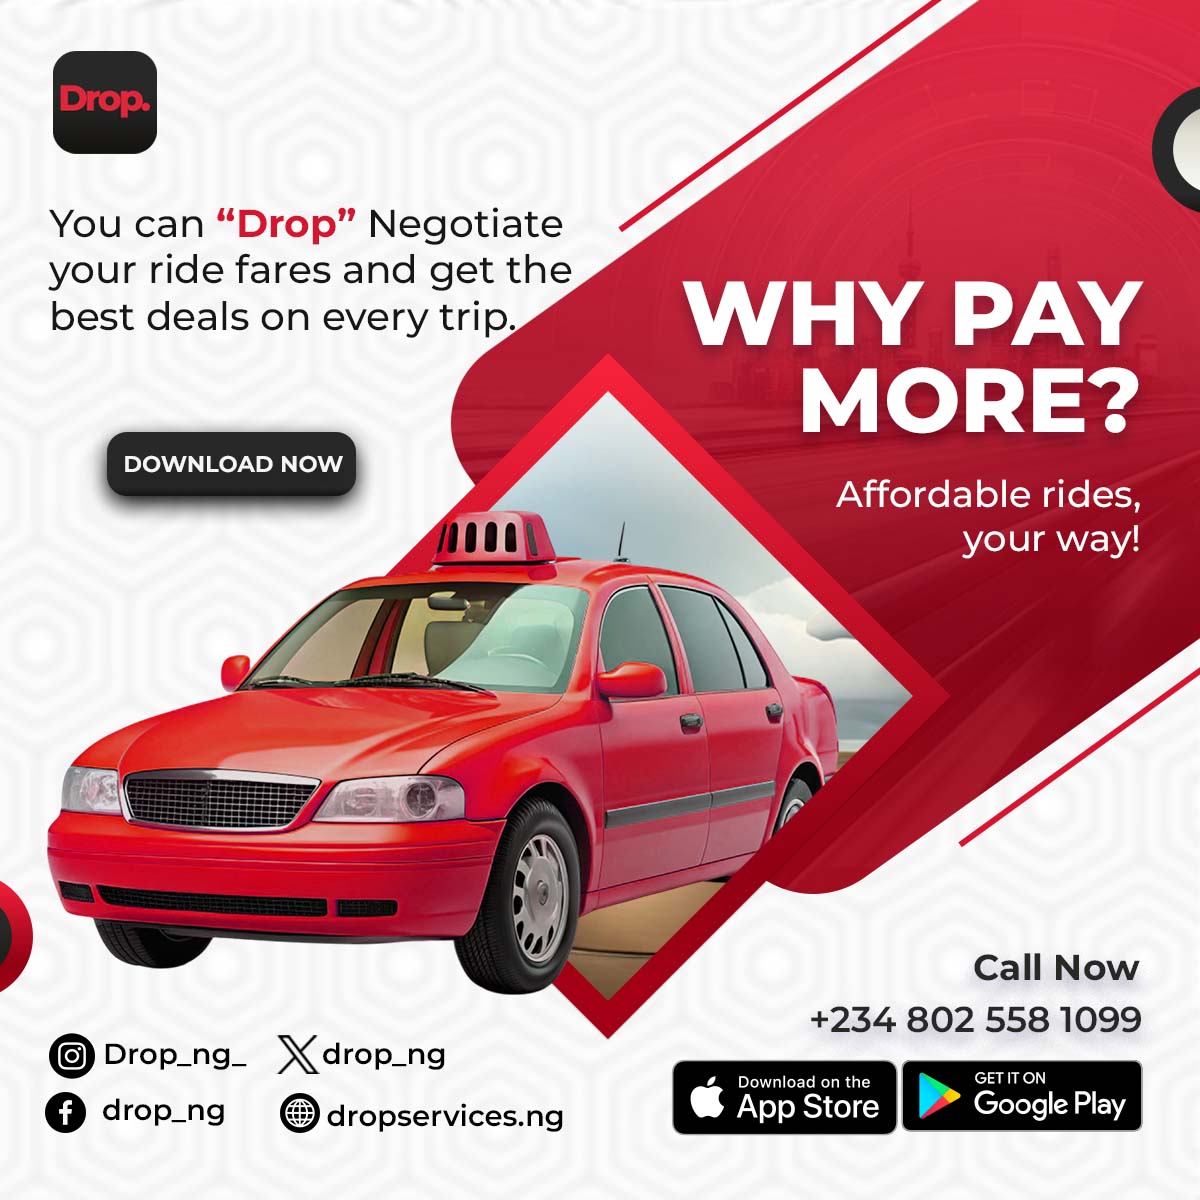 Drop.
You can “Drop” Negotiate
your ride fares and get the
best deals on every trip.
DOWNLOAD NOW
WHY PAY
MORE?
Affordable rides,
your way!
Call Now
+234 802 558 1099
Drop_ng_
drop_ng
drop_ng
dropservices.ng
Download on the
App Store
GET IT ON
Google Play